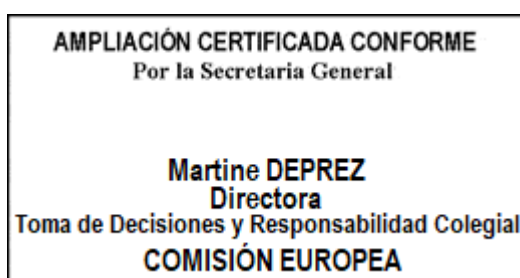 AMPLIACIÓN CERTIFICADA CONFORME
Por la Secretaria General
Martine DEPREZ
Directora
Toma de Decisiones y Responsabilidad Colegial
COMISIÓN EUROPEA